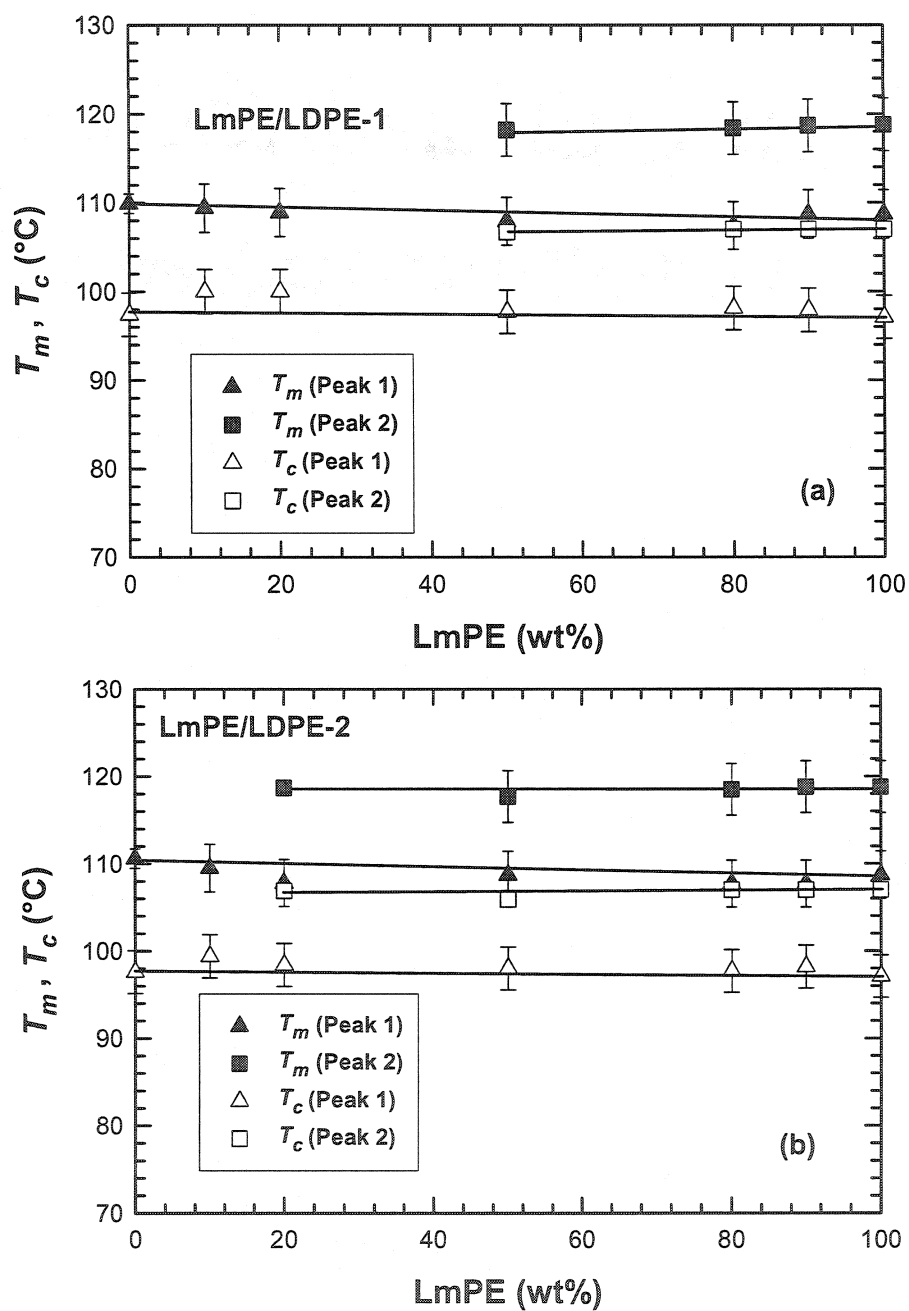 130
120
110
100
90
80
70
T_m, T_c (°C)
LmPE/LDPE-1
T_m (Peak 1)
T_m (Peak 2)
T_c (Peak 1)
T_c (Peak 2)
(a)
0 20 40 60 80 100
LmPE (wt%)
130
120
110
100
90
80
70
T_m, T_c (°C)
LmPE/LDPE-2
T_m (Peak 1)
T_m (Peak 2)
T_c (Peak 1)
T_c (Peak 2)
(b)
0 20 40 60 80 100
LmPE (wt%)